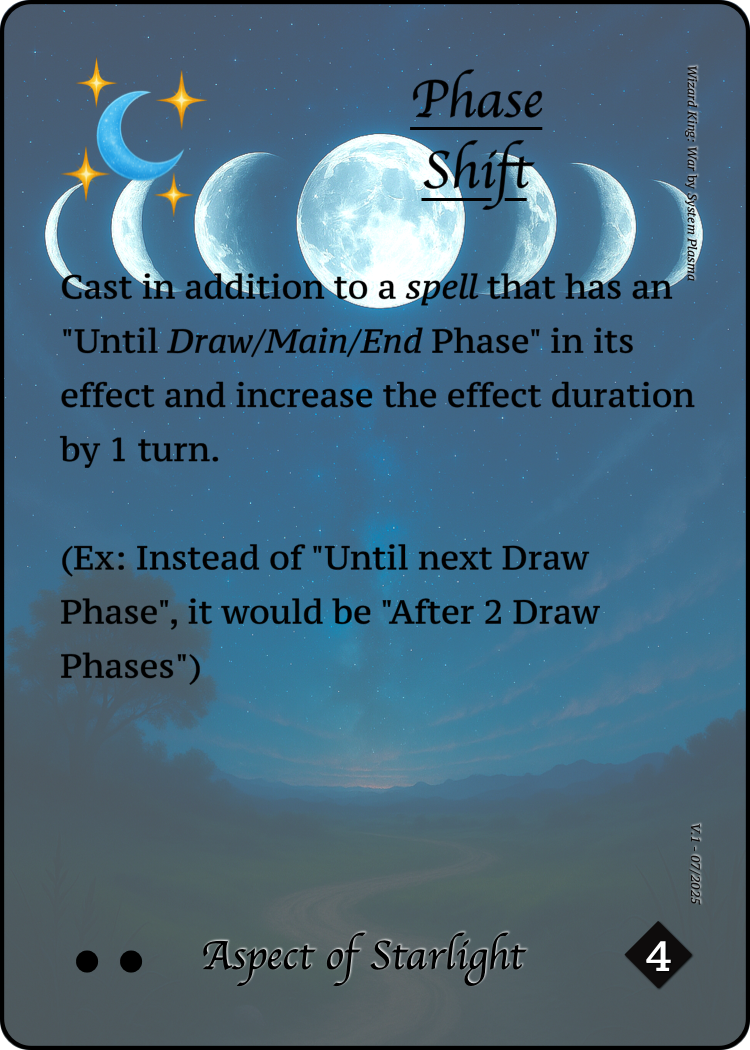 Phase
Shift
Wizard King: War by System Plasma
Cast in addition to a spell that has an
"Until Draw/Main/End Phase" in its
effect and increase the effect duration
by 1 turn.
(Ex: Instead of "Until next Draw
Phase", it would be "After 2 Draw
Phases")
V.1 - 07/2025
Aspect of Starlight
4